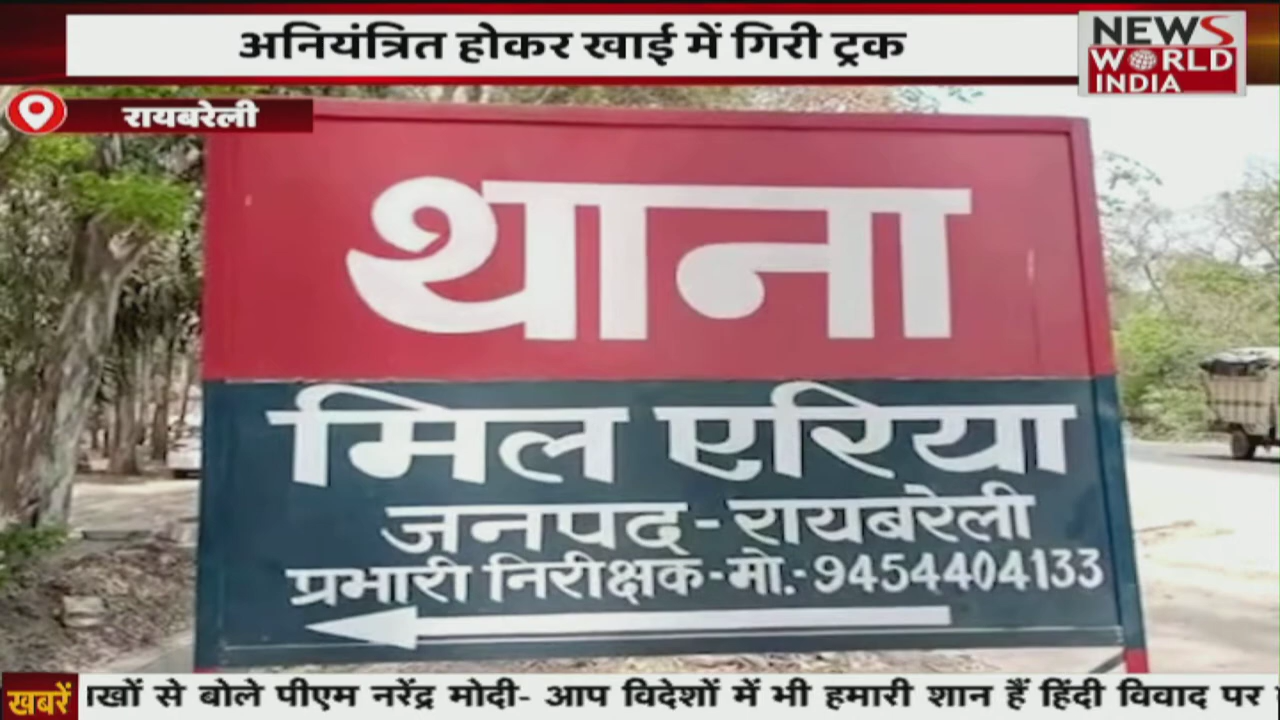 अनियंत्रित होकर खाई में गिरी ट्रक
NEWS
WORLD
INDIA
रायबरेली
थाना
मिल एरिया
जनपद-रायबरेली
प्रभारी निरीक्षक-मो.-9454404133
खबरें
खों से बोले पीएम नरेंद्र मोदी- आप विदेशों में भी हमारी शान हैं हिंदी विवाद पर